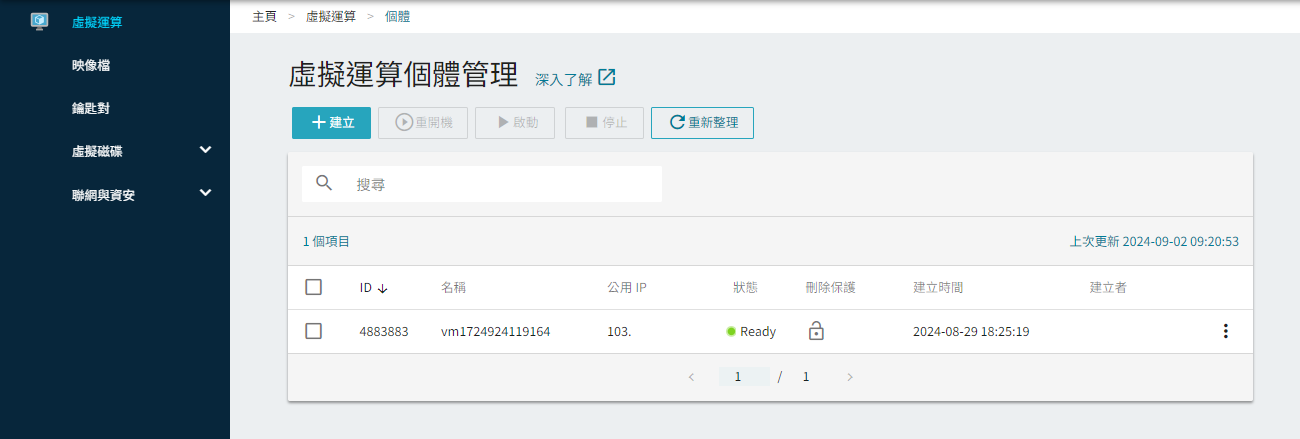 虛擬運算
映像檔
鑰匙對
虛擬磁碟
聯網與資安
主頁 > 虛擬運算 > 個體
虛擬運算個體管理 深入了解
建立 重開機 啟動 停止 重新整理
搜尋
1 個項目 上次更新 2024-09-02 09:20:53
ID 名稱 公用 IP 狀態 刪除保護 建立時間 建立者
4883883 vm1724924119164 103. Ready 2024-08-29 18:25:19
< 1 / 1 >